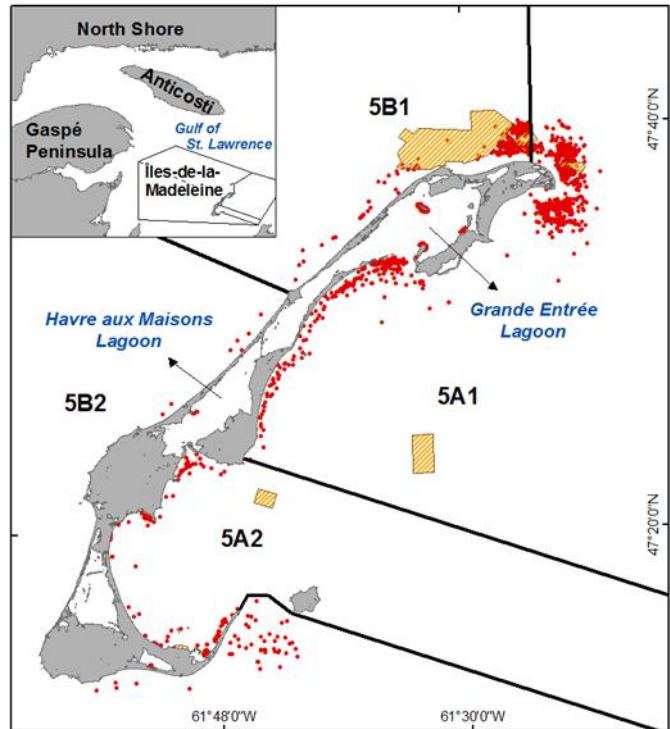 North Shore
Anticosti
Gaspé
Peninsula
Gulf of
St. Lawrence
Îles-de-la-
Madeleine
5B1
47°40'0"N
Grande Entrée
Lagoon
Havre aux Maisons
Lagoon
5A1
5B2
47°20'0"N
5A2
61°48'0"W
61°30'0"W